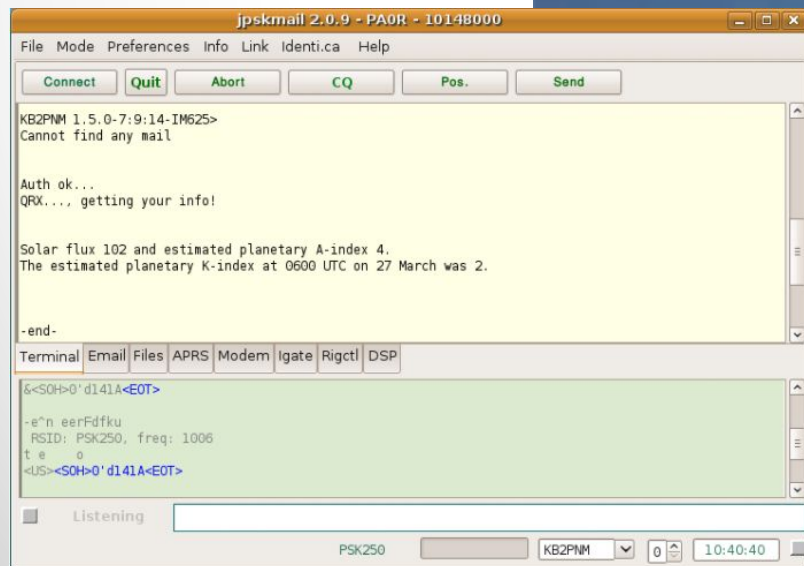 jpskmail 2.0.9 - PA0R - 10148000
File Mode Preferences Info Link Identi.ca Help
Connect Quit Abort CQ Pos. Send
KB2PNM 1.5.0-7:9:14-IM625>
Cannot find any mail
Auth ok...
QRX..., getting your info!
Solar flux 102 and estimated planetary A-index 4.
The estimated planetary K-index at 0600 UTC on 27 March was 2.
-end-
Terminal Email Files APRS Modem Igate Rigctl DSP
&<SOH>0'd141A<EOT>
-e^n eerFdfku
RSID: PSK250, freq: 1006
t e o
<US><SOH>0'd141A<EOT>
Listening
PSK250 KB2PNM 0 10:40:40